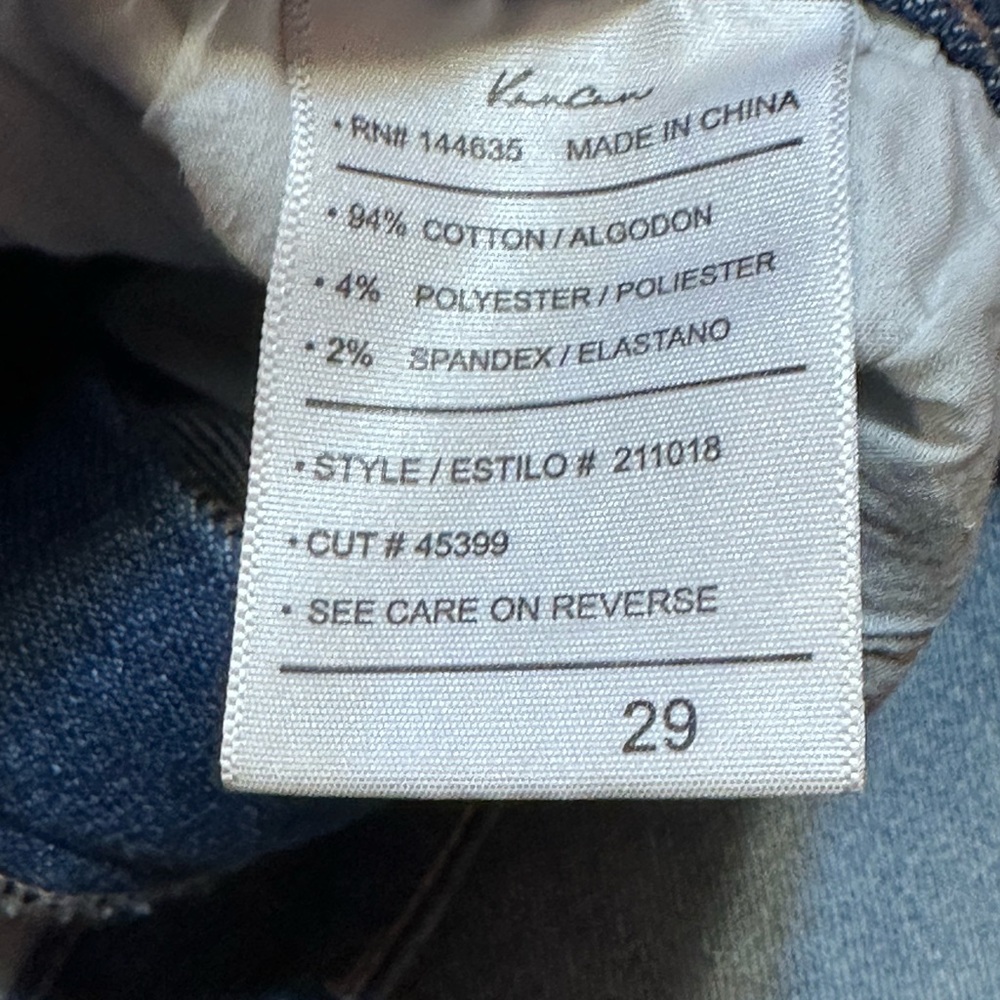 Kancan
• RN# 144635 MADE IN CHINA
• 94% COTTON / ALGODON
• 4% POLYESTER / POLIESTER
• 2% SPANDEX / ELASTANO
• STYLE / ESTILO # 211018
• CUT # 45399
• SEE CARE ON REVERSE
29